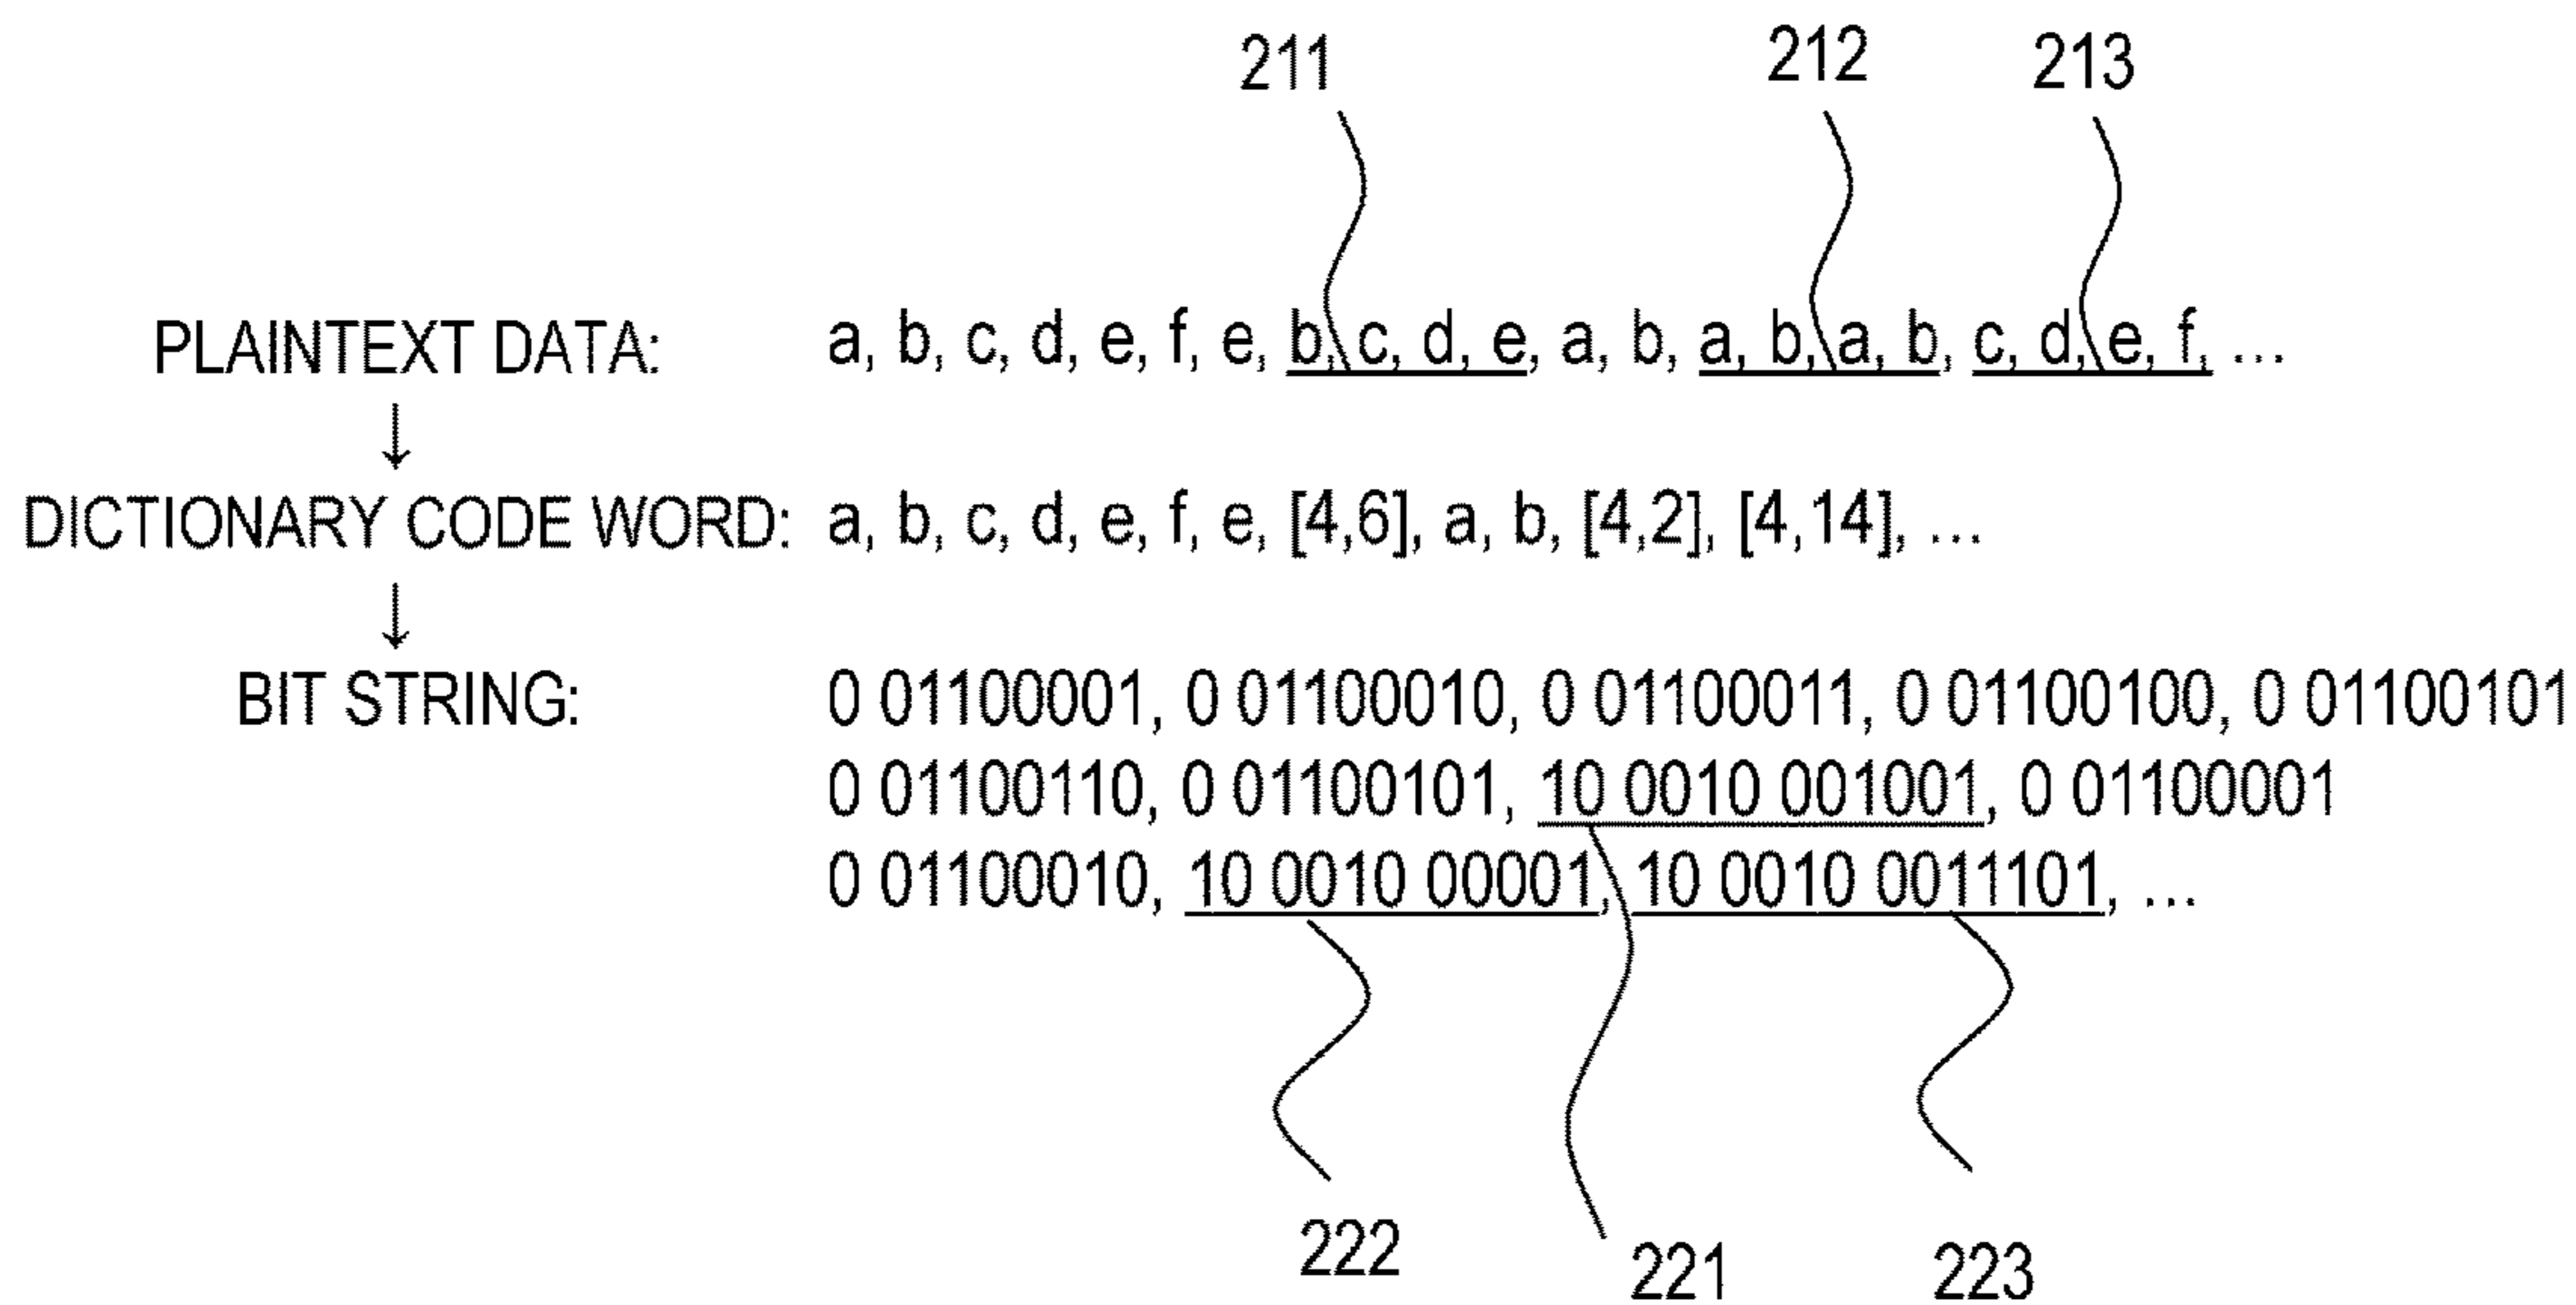 211 212 213
PLAINTEXT DATA: a, b, c, d, e, f, e, b, c, d, e, a, b, a, b, a, b, c, d, e, f, ...
DICTIONARY CODE WORD: a, b, c, d, e, f, e, [4,6], a, b, [4,2], [4,14], ...
BIT STRING: 0 01100001, 0 01100010, 0 01100011, 0 01100100, 0 01100101
0 01100110, 0 01100101, 10 0010 001001, 0 01100001
0 01100010, 10 0010 00001, 10 0010 0011101, ...
222 221 223